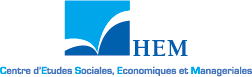 HEM
Centre d'Etudes Sociales, Economiques et Manageriales